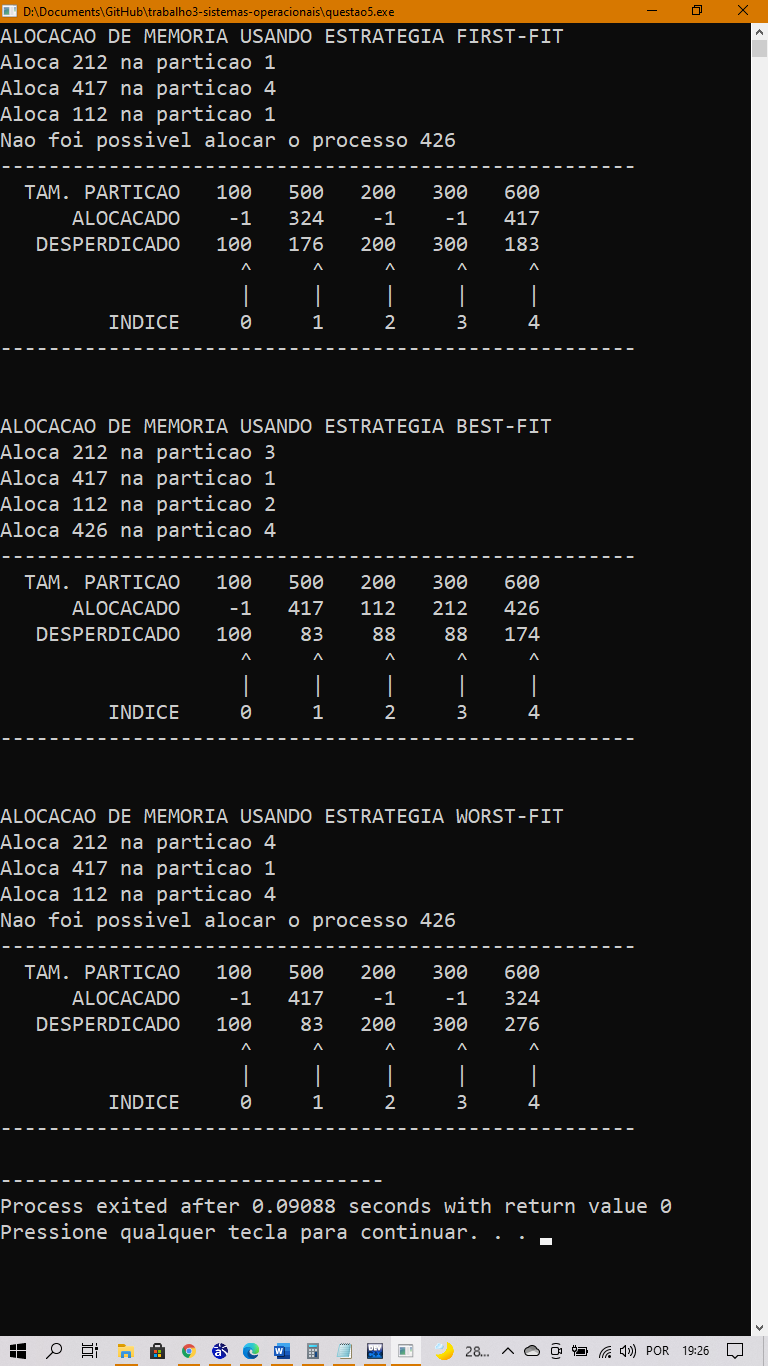 D:\Documents\GitHub\trabalho3-sistemas-operacionais\questao5.exe
ALOCACAO DE MEMORIA USANDO ESTRATEGIA FIRST-FIT
Aloca 212 na particao 1
Aloca 417 na particao 4
Aloca 112 na particao 1
Nao foi possivel alocar o processo 426
-----------------------------------------------------
TAM. PARTICAO 100 500 200 300 600
ALOCACADO -1 324 -1 -1 417
DESPERDICADO 100 176 200 300 183
^ ^ ^ ^ ^
| | | | |
INDICE 0 1 2 3 4
-----------------------------------------------------
ALOCACAO DE MEMORIA USANDO ESTRATEGIA BEST-FIT
Aloca 212 na particao 3
Aloca 417 na particao 1
Aloca 112 na particao 2
Aloca 426 na particao 4
-----------------------------------------------------
TAM. PARTICAO 100 500 200 300 600
ALOCACADO -1 417 112 212 426
DESPERDICADO 100 83 88 88 174
^ ^ ^ ^ ^
| | | | |
INDICE 0 1 2 3 4
-----------------------------------------------------
ALOCACAO DE MEMORIA USANDO ESTRATEGIA WORST-FIT
Aloca 212 na particao 4
Aloca 417 na particao 1
Aloca 112 na particao 4
Nao foi possivel alocar o processo 426
-----------------------------------------------------
TAM. PARTICAO 100 500 200 300 600
ALOCACADO -1 417 -1 -1 324
DESPERDICADO 100 83 200 300 276
^ ^ ^ ^ ^
| | | | |
INDICE 0 1 2 3 4
-----------------------------------------------------
--------------------------------
Process exited after 0.09088 seconds with return value 0
Pressione qualquer tecla para continuar. . .
28... POR 19:26